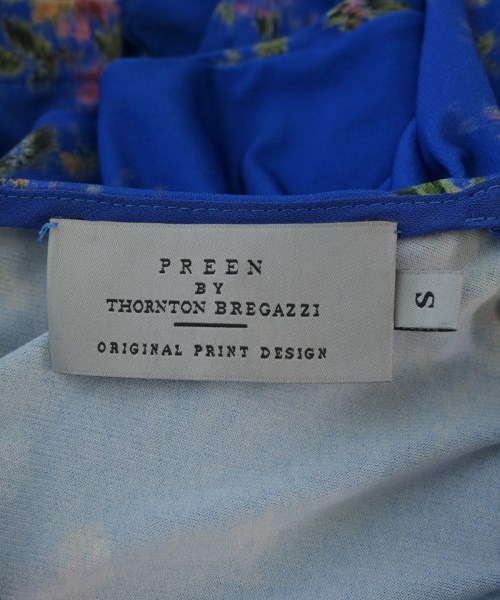 PREEN
BY
THORNTON BREGAZZI
ORIGINAL PRINT DESIGN
S